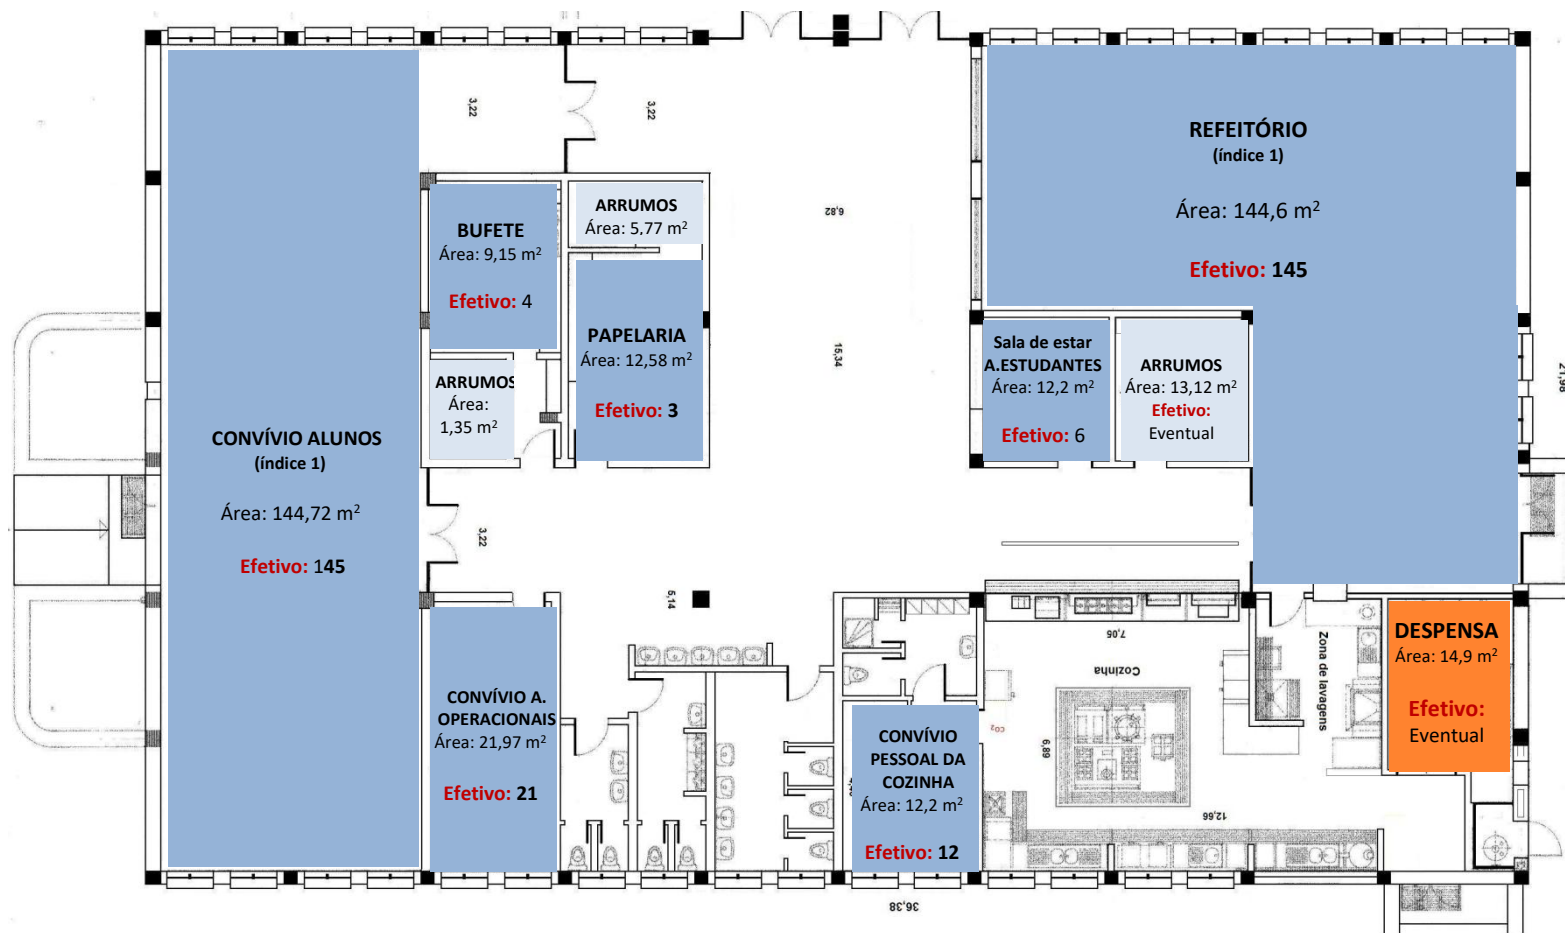 3,22
3,22
REFEITÓRIO
(índice 1)
Área: 144,6 m²
Efetivo: 145
ARRUMOS
Área: 5,77 m²
6,82
BUFETE
Área: 9,15 m²
Efetivo: 4
PAPELARIA
Área: 12,58 m²
Efetivo: 3
15,34
Sala de estar
A.ESTUDANTES
Área: 12,2 m²
Efetivo: 6
ARRUMOS
Área: 13,12 m²
Efetivo:
Eventual
21,98
ARRUMOS
Área:
1,35 m²
CONVÍVIO ALUNOS
(índice 1)
Área: 144,72 m²
Efetivo: 145
3,22
5,14
7,05
Cozinha
Zona de lavagens
DESPENSA
Área: 14,9 m²
Efetivo:
Eventual
CONVÍVIO A.
OPERACIONAIS
Área: 21,97 m²
Efetivo: 21
CONVÍVIO
PESSOAL DA
COZINHA
Área: 12,2 m²
Efetivo: 12
CO₂
6,89
12,66
36,38